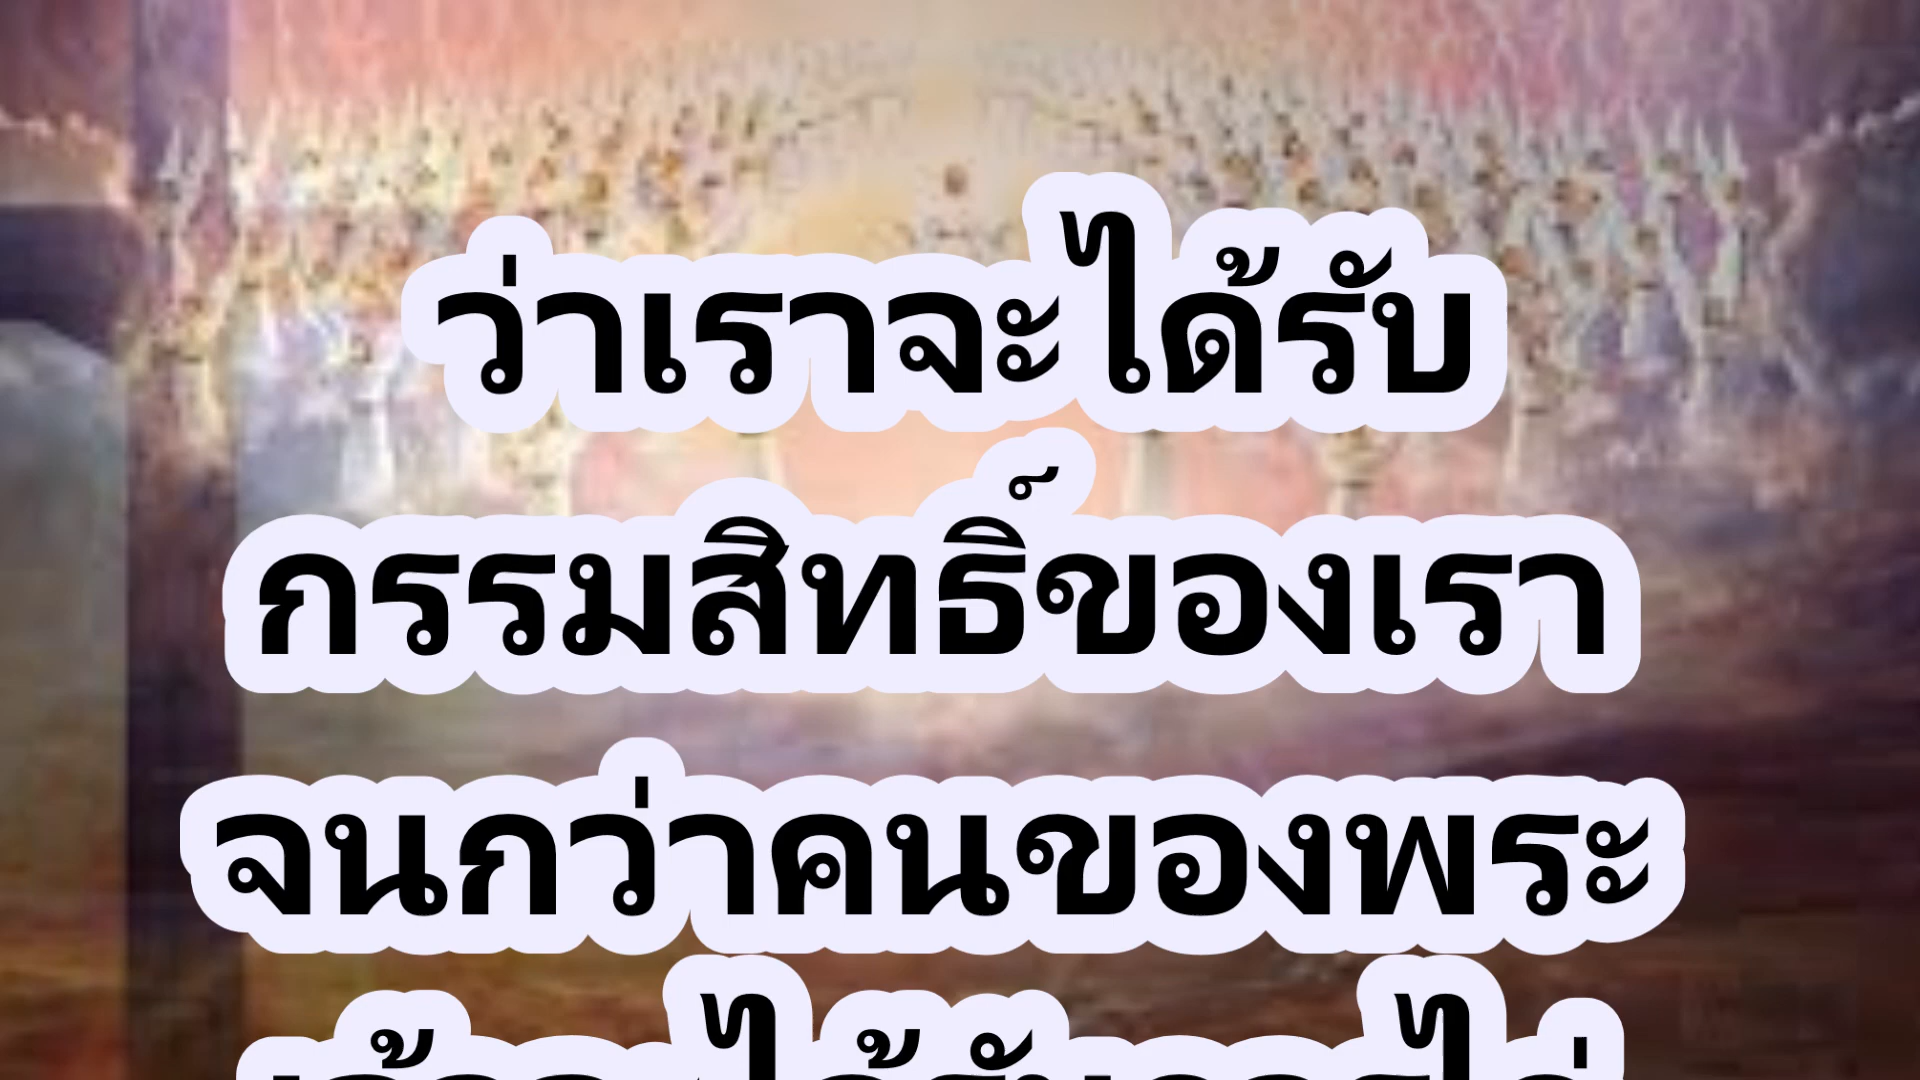 ว่าเราจะได้รับ
กรรมสิทธิ์ของเรา
จนกว่าคนของพระ